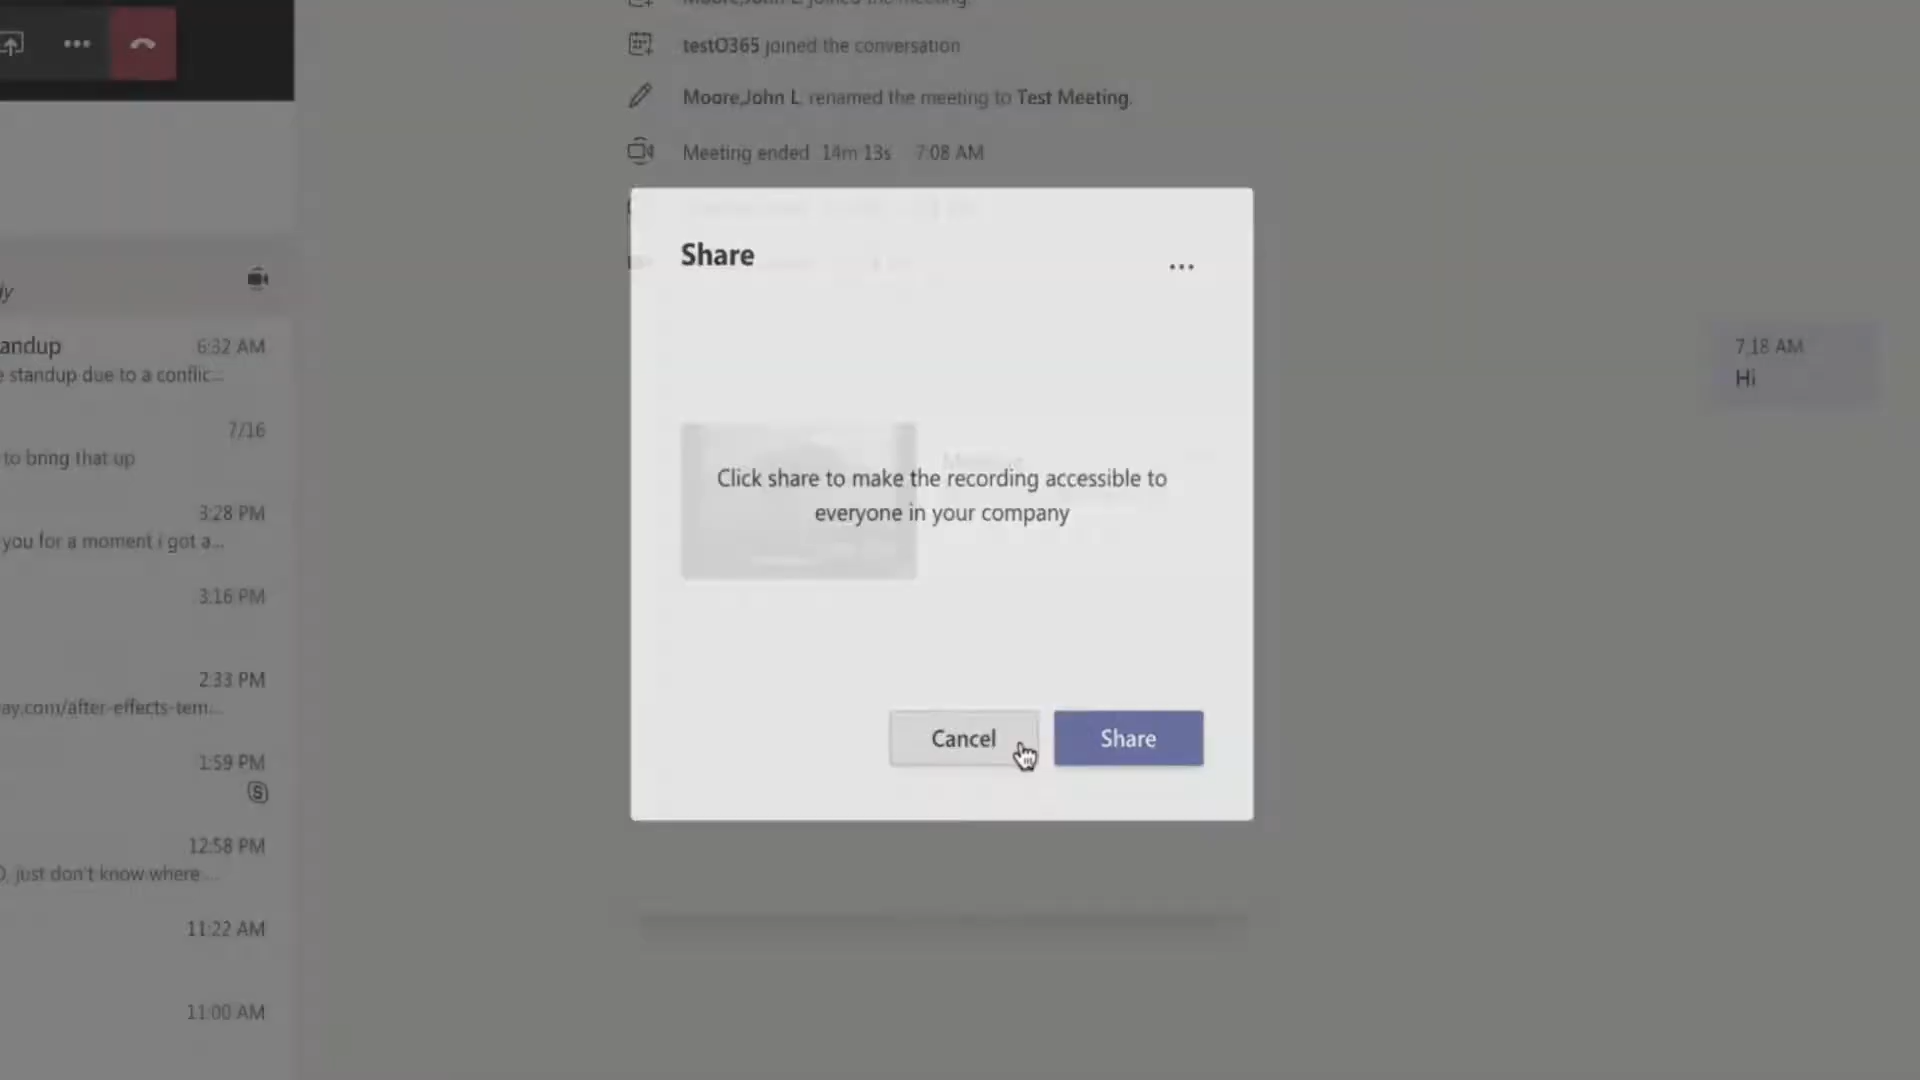 joined the meeting.
testO365 joined the conversation
Moore,John L renamed the meeting to Test Meeting.
Meeting ended 14m 13s 7:08 AM
Share
...
Click share to make the recording accessible to
everyone in your company
Cancel
Share
7:18 AM
Hi
ly
andup 6:32 AM
e standup due to a conflic...
7/16
to bring that up
3:28 PM
you for a moment i got a...
3:16 PM
2:33 PM
ay.com/after-effects-tem...
1:59 PM
S
12:58 PM
O, just don't know where ...
11:22 AM
11:00 AM